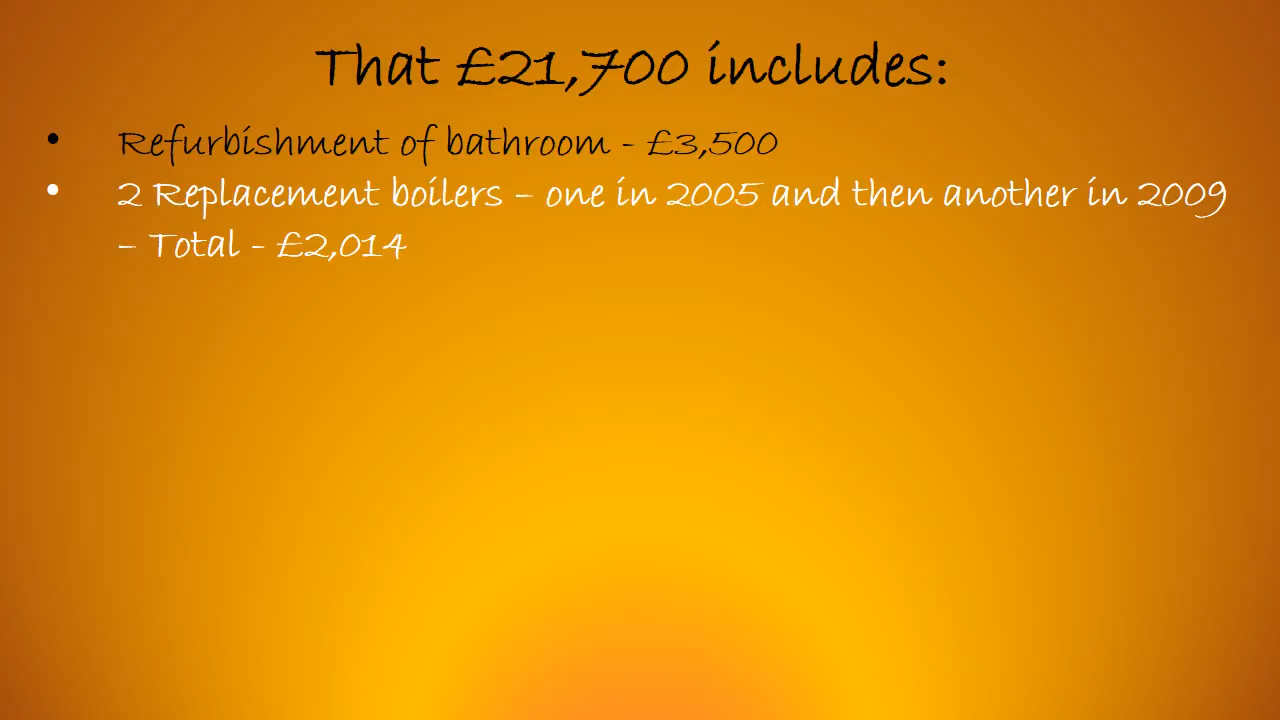 That £21,700 includes:
• Refurbishment of bathroom - £3,500
• 2 Replacement boilers – one in 2005 and then another in 2009
– Total - £2,014